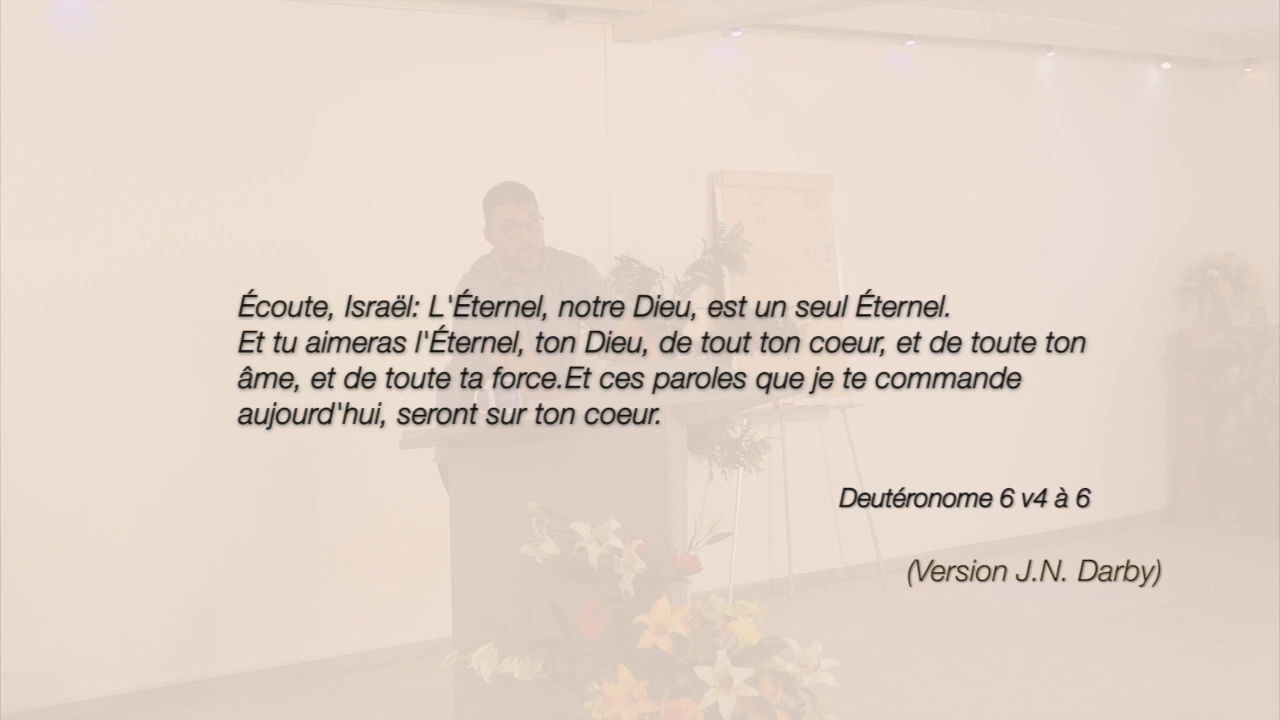 Écoute, Israël: L'Éternel, notre Dieu, est un seul Éternel.
Et tu aimeras l'Éternel, ton Dieu, de tout ton coeur, et de toute ton
âme, et de toute ta force.Et ces paroles que je te commande
aujourd'hui, seront sur ton coeur.
Deutéronome 6 v4 à 6
(Version J.N. Darby)